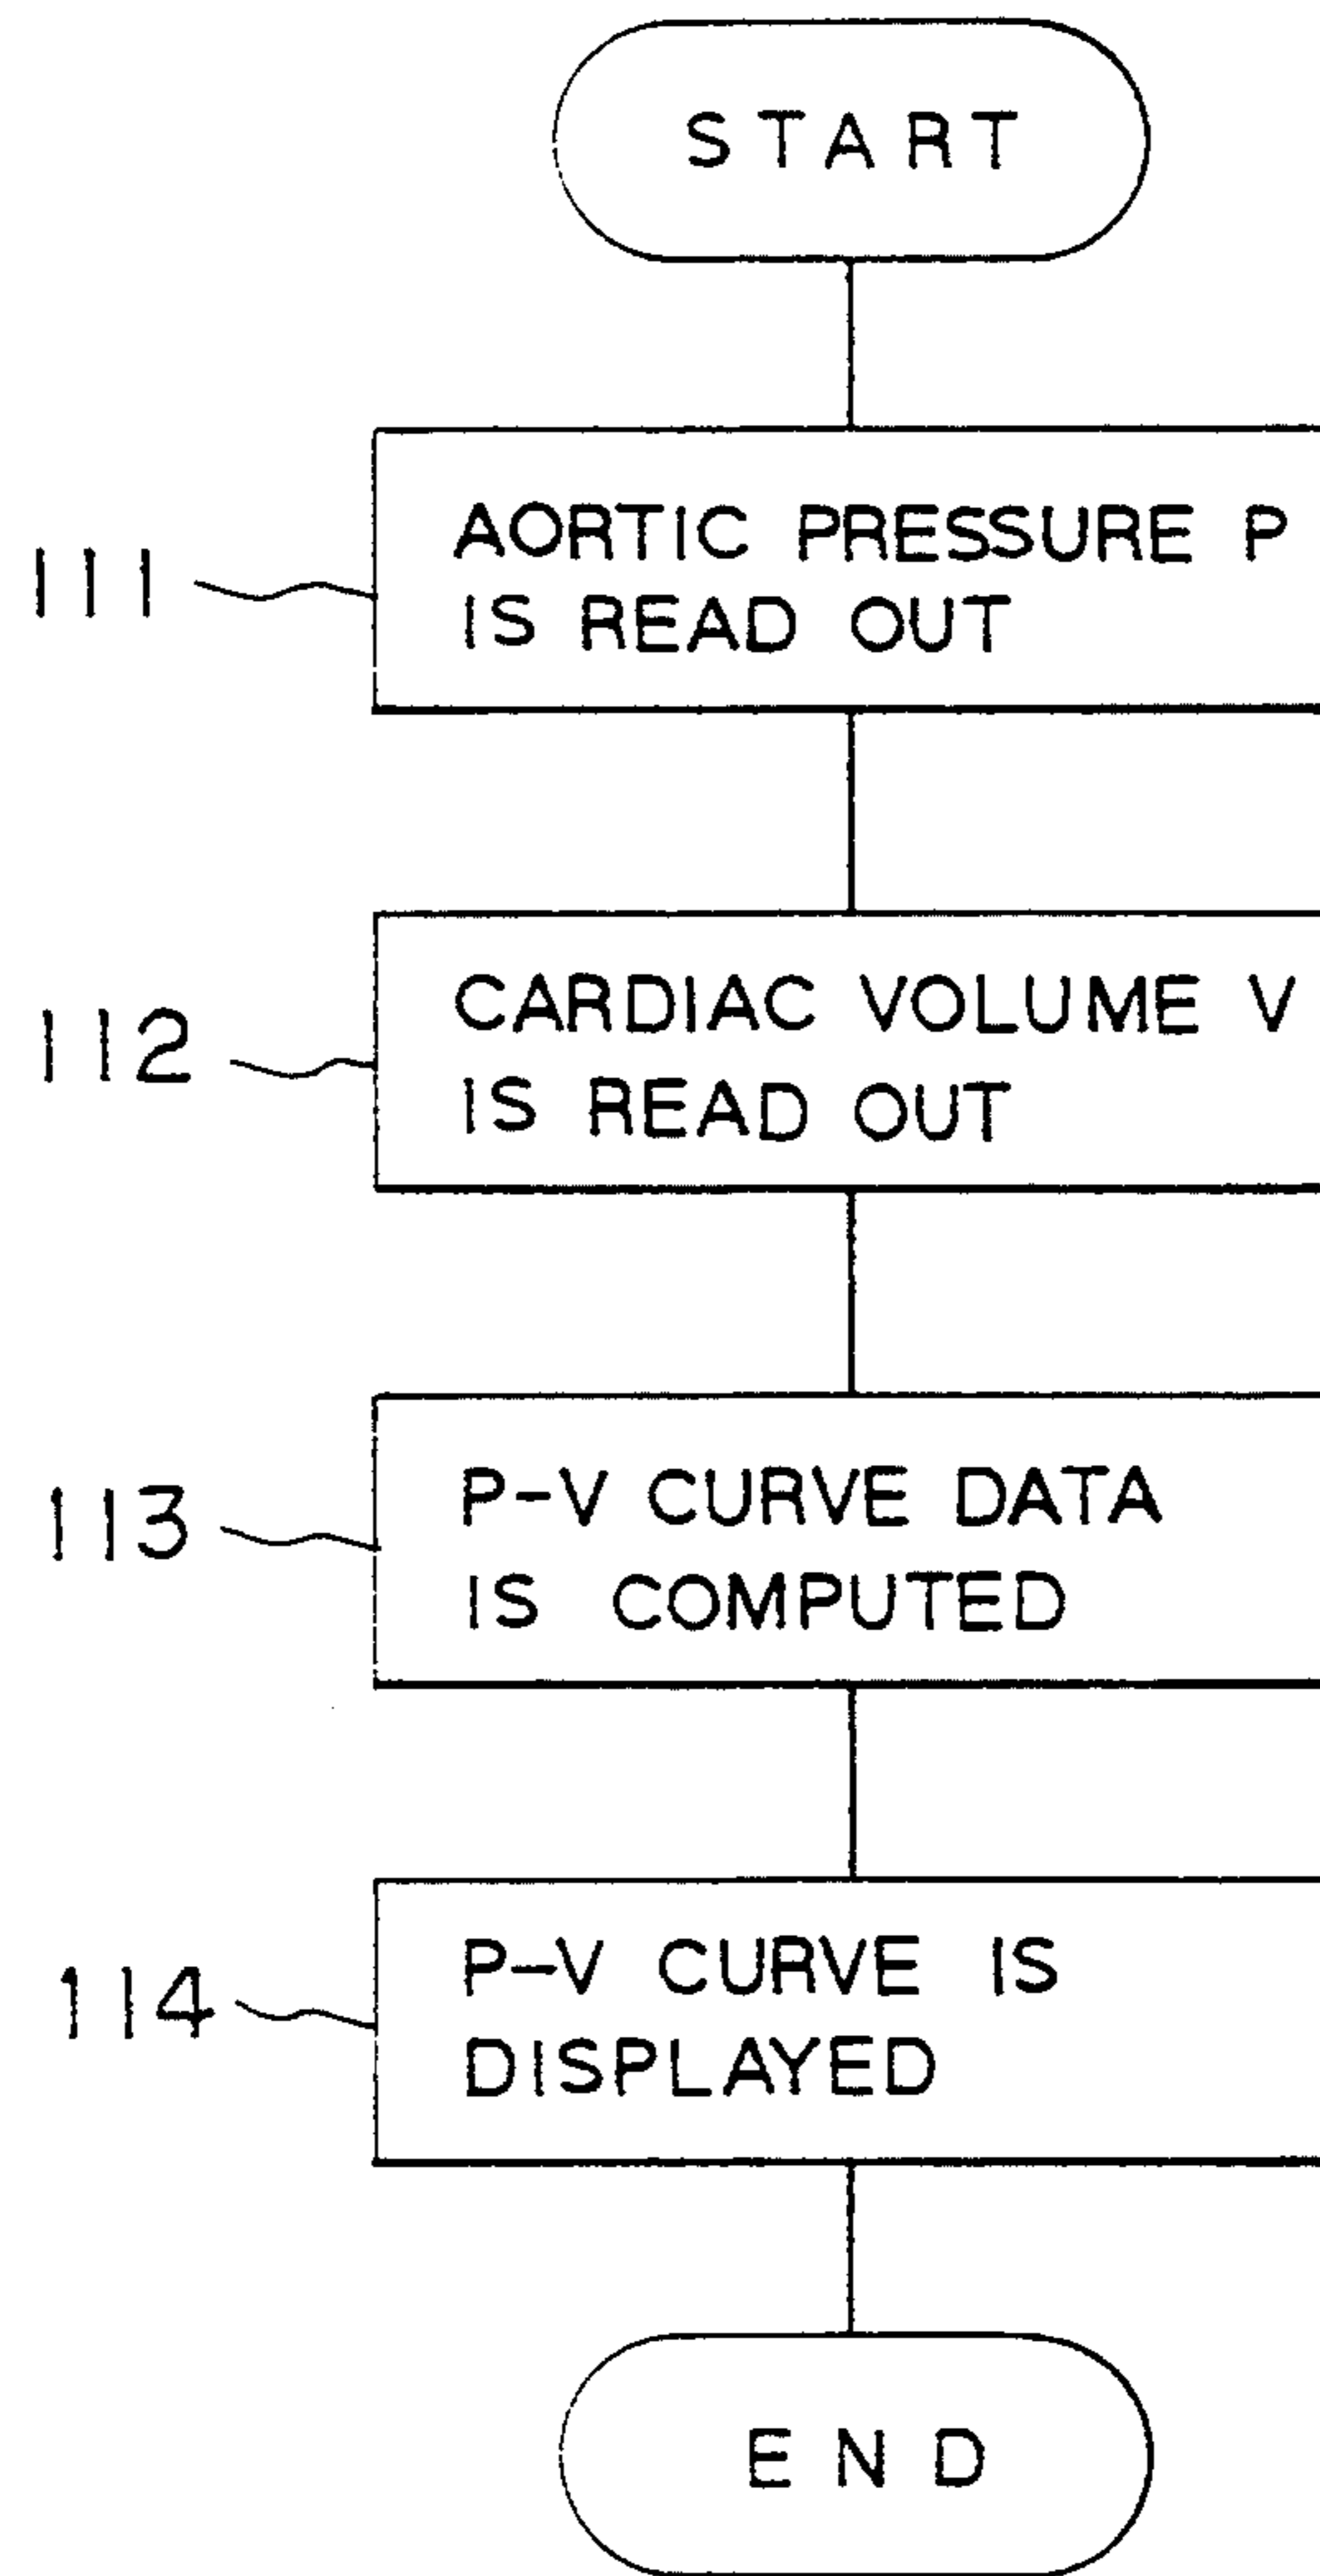 START
111
AORTIC PRESSURE P
IS READ OUT
112
CARDIAC VOLUME V
IS READ OUT
113
P-V CURVE DATA
IS COMPUTED
114
P-V CURVE IS
DISPLAYED
END